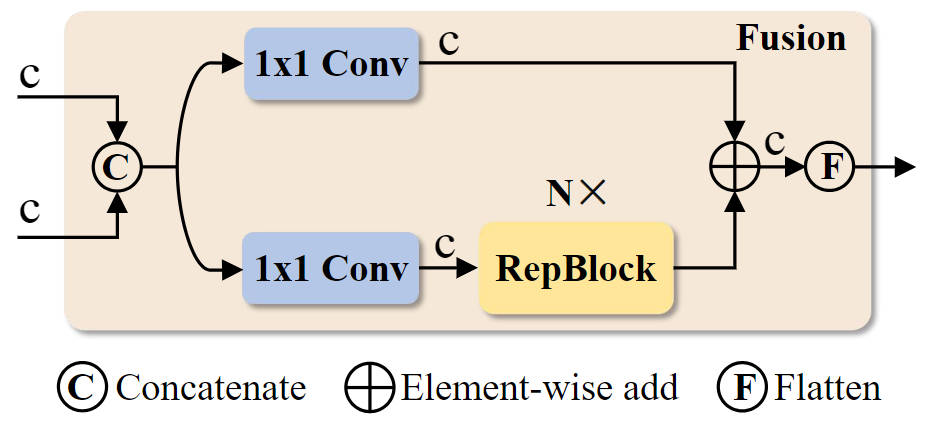 Fusion
1x1 Conv
c
c
C
c
c
F
N×
1x1 Conv
c
RepBlock
C Concatenate
Element-wise add
F Flatten